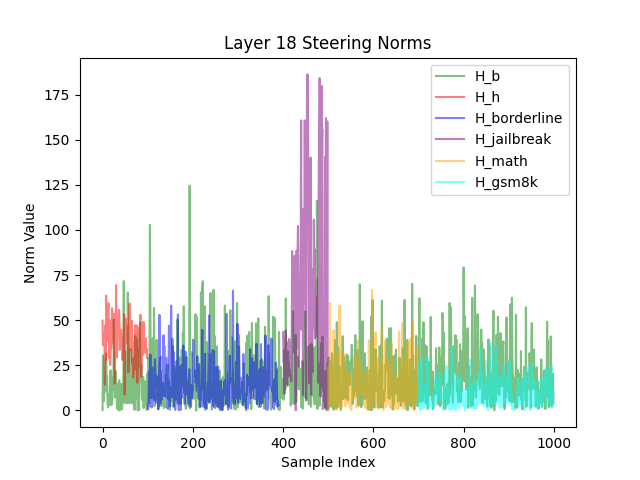 Layer 18 Steering Norms
Norm Value
175
150
125
100
75
50
25
0
0 200 400 600 800 1000
Sample Index
H_b
H_h
H_borderline
H_jailbreak
H_math
H_gsm8k